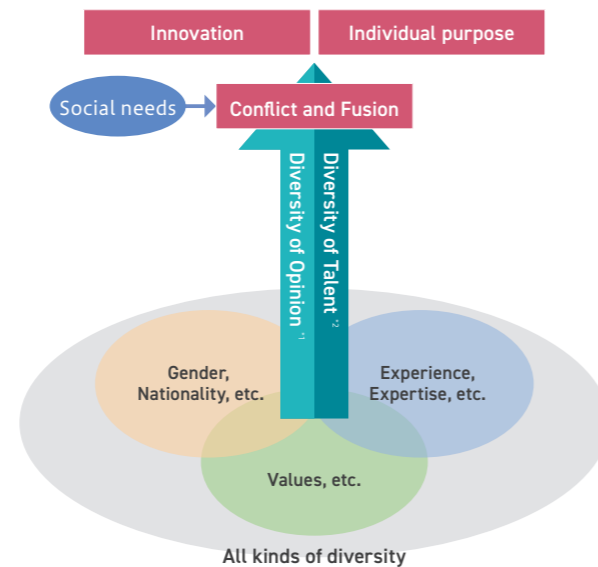 Innovation
Individual purpose
Social needs
Conflict and Fusion
Diversity of Opinion *1
Diversity of Talent *2
Gender,
Nationality, etc.
Experience,
Expertise, etc.
Values, etc.
All kinds of diversity